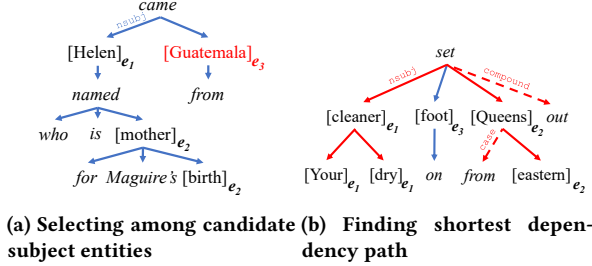 came
nsubj
[Helen]e1 [Guatemala]e3
named from
who is [mother]e2
for Maguire's [birth]e2
(a) Selecting among candidate
subject entities
set
nsubj compound
[cleaner]e1 [foot]e3 [Queens]e2 out
case
[Your]e1 [dry]e1 on from [eastern]e2
(b) Finding shortest depen-
dency path